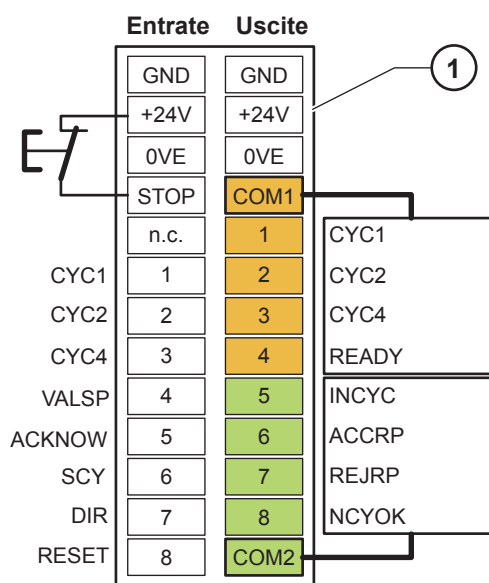 Entrate Uscite
1
GND GND
+24V +24V
0VE 0VE
STOP COM1
n.c. 1 CYC1
CYC1 1 2 CYC2
CYC2 2 3 CYC4
CYC4 3 4 READY
VALSP 4 5 INCYC
ACKNOW 5 6 ACCRP
SCY 6 7 REJRP
DIR 7 8 NCYOK
RESET 8 COM2